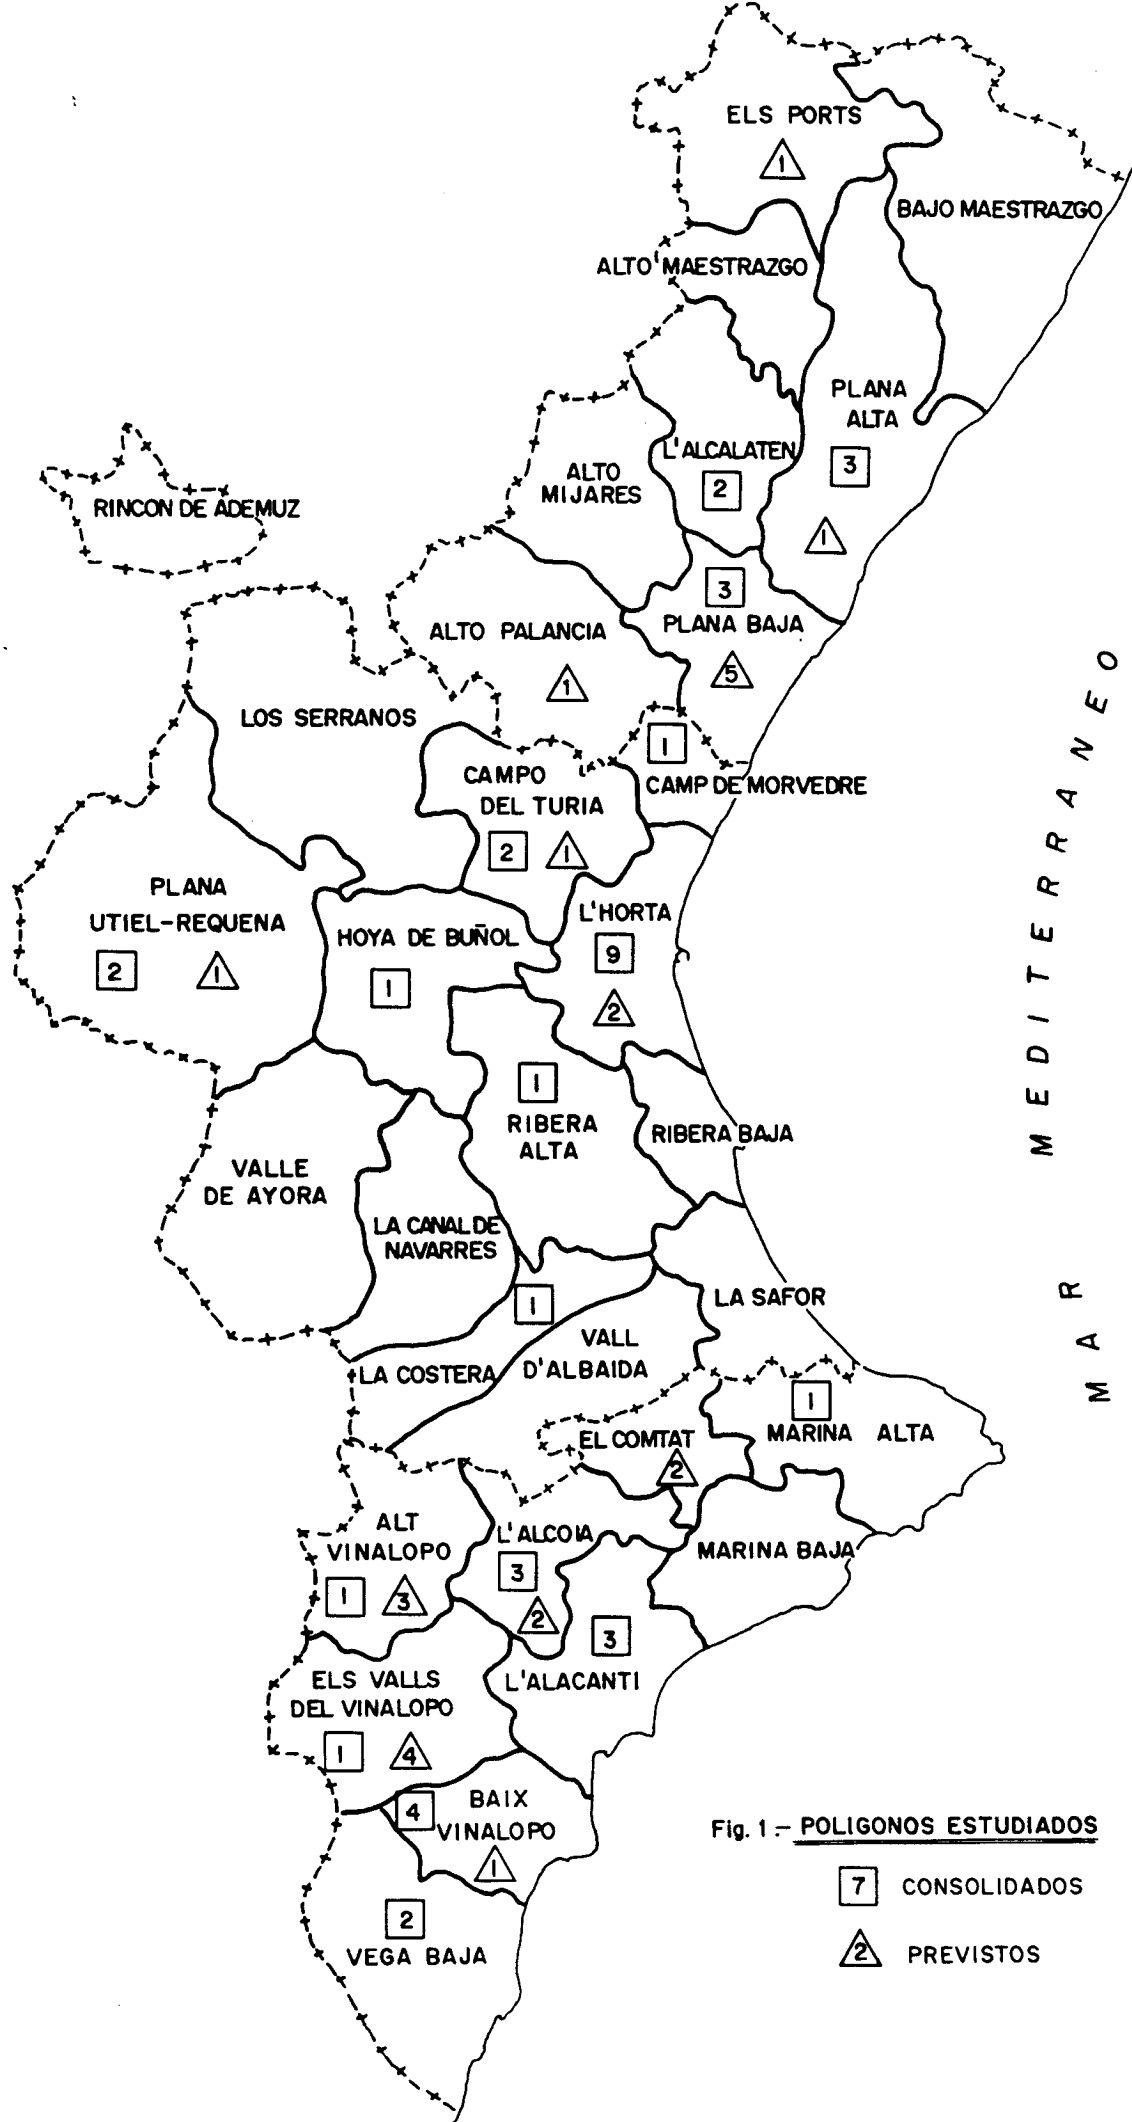 ELS PORTS
1
BAJO MAESTRAZGO
ALTO MAESTRAZGO
PLANA
ALTA
3
1
L'ALCALATEN
2
ALTO
MIJARES
RINCON DE ADEMUZ
3
PLANA BAJA
5
ALTO PALANCIA
1
LOS SERRANOS
1
CAMP DE MORVEDRE
CAMPO
DEL TURIA
2 1
PLANA
UTIEL-REQUENA
2 1
HOYA DE BUÑOL
1
L'HORTA
9
2
1
RIBERA
ALTA
RIBERA BAJA
VALLE
DE AYORA
LA CANAL DE
NAVARRES
1
LA COSTERA
VALL
D'ALBAIDA
LA SAFOR
MAR MEDITERRANEO
1
MARINA ALTA
EL COMTAT
2
MARINA BAJA
ALT
VINALOPO
1 3
L'ALCOIA
3
2
3
L'ALACANTI
ELS VALLS
DEL VINALOPO
1 4
4
BAIX
VINALOPO
1
2
VEGA BAJA
Fig. 1.- POLIGONOS ESTUDIADOS
7 CONSOLIDADOS
2 PREVISTOS